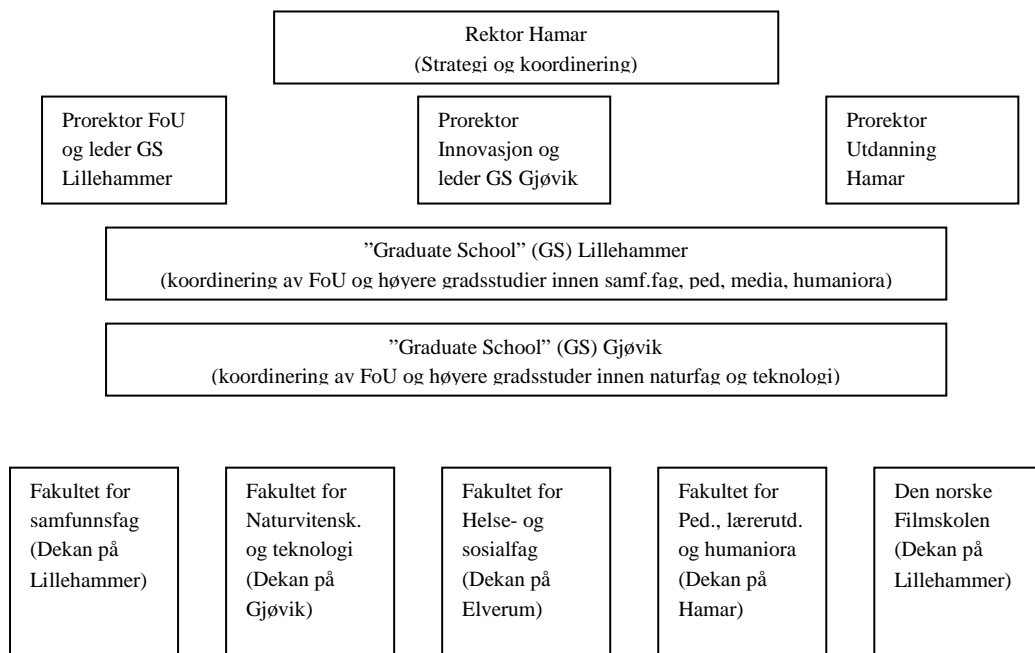 Rektor Hamar
(Strategi og koordinering)
Prorektor FoU
og leder GS
Lillehammer
Prorektor
Innovasjon og
leder GS Gjøvik
Prorektor
Utdanning
Hamar
”Graduate School” (GS) Lillehammer
(koordinering av FoU og høyere gradsstudier innen samf.fag, ped, media, humaniora)
”Graduate School” (GS) Gjøvik
(koordinering av FoU og høyere gradsstuder innen naturfag og teknologi)
Fakultet for
samfunnsfag
(Dekan på
Lillehammer)
Fakultet for
Naturvitensk.
og teknologi
(Dekan på
Gjøvik)
Fakultet for
Helse- og
sosialfag
(Dekan på
Elverum)
Fakultet for
Ped., lærerutd.
og humaniora
(Dekan på
Hamar)
Den norske
Filmskolen
(Dekan på
Lillehammer)